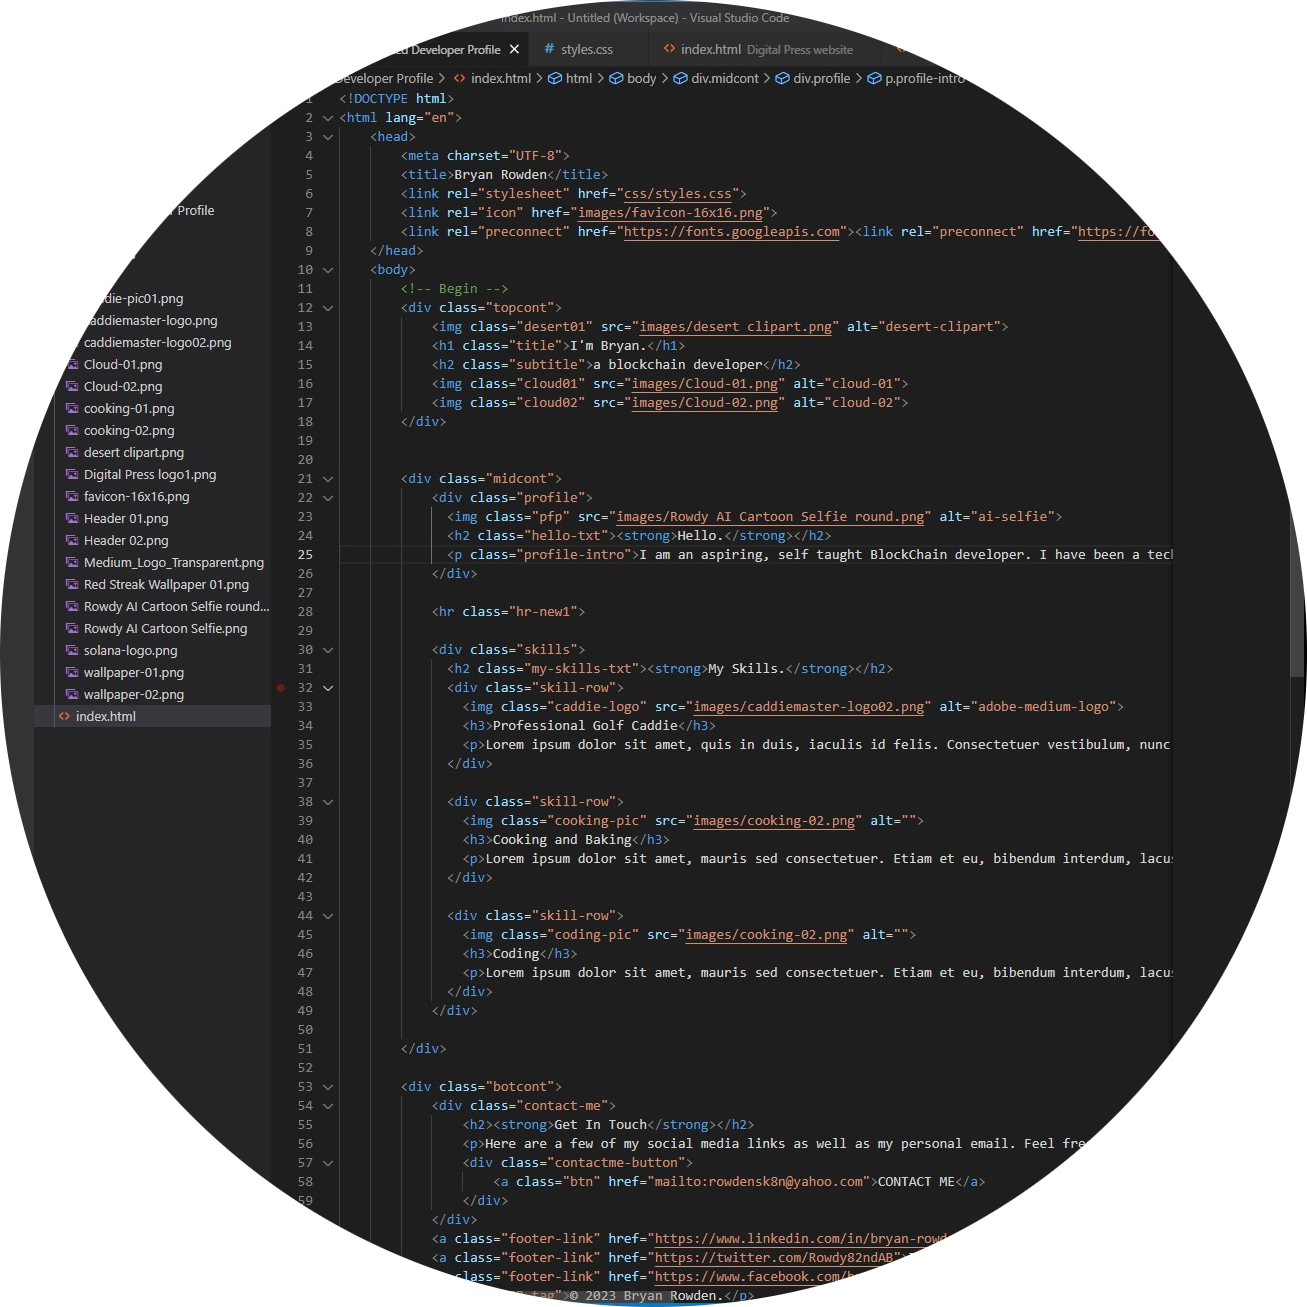 index.html - Untitled (Workspace) - Visual Studio Code
Developer Profile × # styles.css <> index.html Digital Press website
Developer Profile > <> index.html > html > body > div.midcont > div.profile > p.profile-intro
1 <!DOCTYPE html>
2 <html lang="en">
3 <head>
4 <meta charset="UTF-8">
5 <title>Bryan Rowden</title>
6 <link rel="stylesheet" href="css/styles.css">
7 <link rel="icon" href="images/favicon-16x16.png">
8 <link rel="preconnect" href="https://fonts.googleapis.com"><link rel="preconnect" href="https://fo
9 </head>
10 <body>
11 <!-- Begin -->
12 <div class="topcont">
13 <img class="desert01" src="images/desert clipart.png" alt="desert-clipart">
14 <h1 class="title">I'm Bryan.</h1>
15 <h2 class="subtitle">a blockchain developer</h2>
16 <img class="cloud01" src="images/Cloud-01.png" alt="cloud-01">
17 <img class="cloud02" src="images/Cloud-02.png" alt="cloud-02">
18 </div>
19
20
21 <div class="midcont">
22 <div class="profile">
23 <img class="pfp" src="images/Rowdy AI Cartoon Selfie round.png" alt="ai-selfie">
24 <h2 class="hello-txt"><strong>Hello.</strong></h2>
25 <p class="profile-intro">I am an aspiring, self taught BlockChain developer. I have been a tech
26 </div>
27
28 <hr class="hr-new1">
29
30 <div class="skills">
31 <h2 class="my-skills-txt"><strong>My Skills.</strong></h2>
32 <div class="skill-row">
33 <img class="caddie-logo" src="images/caddiemaster-logo02.png" alt="adobe-medium-logo">
34 <h3>Professional Golf Caddie</h3>
35 <p>Lorem ipsum dolor sit amet, quis in duis, iaculis id felis. Consectetuer vestibulum, nunc
36 </div>
37
38 <div class="skill-row">
39 <img class="cooking-pic" src="images/cooking-02.png" alt="">
40 <h3>Cooking and Baking</h3>
41 <p>Lorem ipsum dolor sit amet, mauris sed consectetuer. Etiam et eu, bibendum interdum, lacus
42 </div>
43
44 <div class="skill-row">
45 <img class="coding-pic" src="images/cooking-02.png" alt="">
46 <h3>Coding</h3>
47 <p>Lorem ipsum dolor sit amet, mauris sed consectetuer. Etiam et eu, bibendum interdum, lacus
48 </div>
49 </div>
50
51 </div>
52
53 <div class="botcont">
54 <div class="contact-me">
55 <h2><strong>Get In Touch</strong></h2>
56 <p>Here are a few of my social media links as well as my personal email. Feel fre
57 <div class="contactme-button">
58 <a class="btn" href="mailto:rowdensk8n@yahoo.com">CONTACT ME</a>
59 </div>
</div>
<a class="footer-link" href="https://www.linkedin.com/in/bryan-rowd
<a class="footer-link" href="https://twitter.com/Rowdy82ndAB">
class="footer-link" href="https://www.facebook.com/
tag">© 2023 Bryan Rowden.</p>
Profile
die-pic01.png
addiemaster-logo.png
caddiemaster-logo02.png
Cloud-01.png
Cloud-02.png
cooking-01.png
cooking-02.png
desert clipart.png
Digital Press logo1.png
favicon-16x16.png
Header 01.png
Header 02.png
Medium_Logo_Transparent.png
Red Streak Wallpaper 01.png
Rowdy AI Cartoon Selfie round...
Rowdy AI Cartoon Selfie.png
solana-logo.png
wallpaper-01.png
wallpaper-02.png
<> index.html